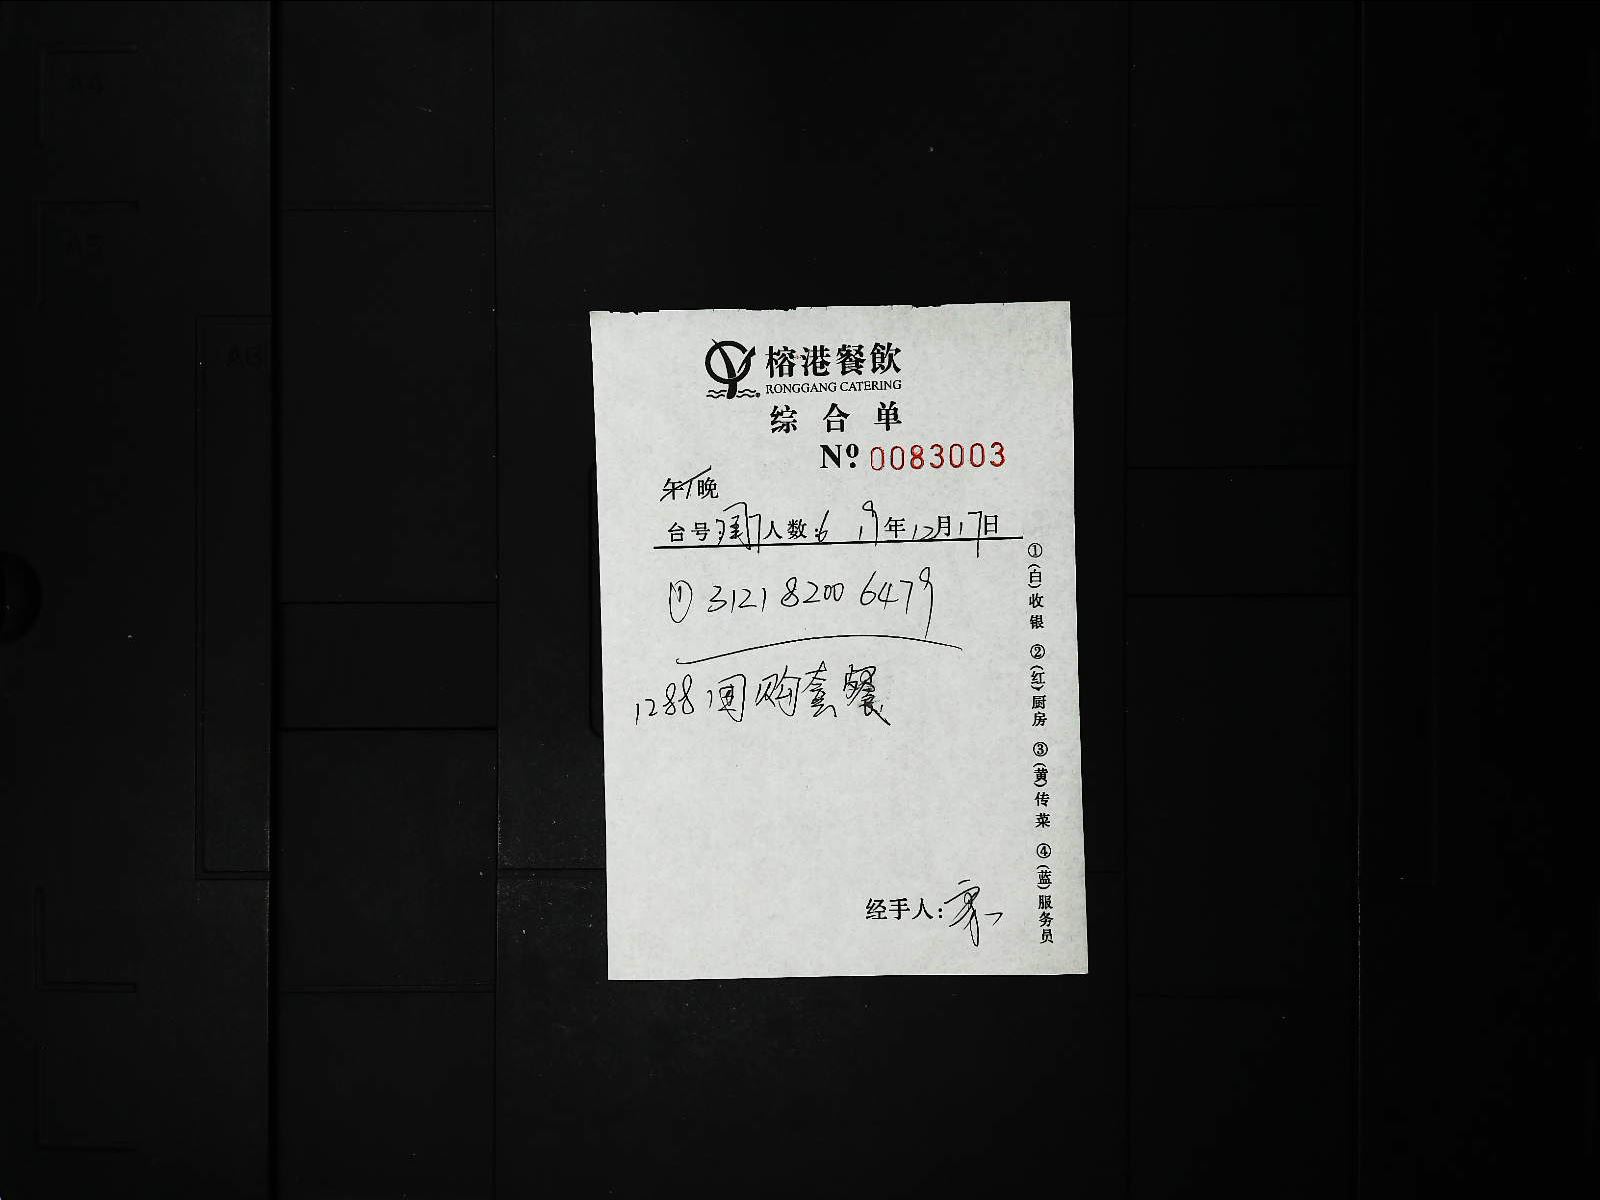 榕港餐飲
RONGGANG CATERING
综合单
Nº 0083003
午/晚
台号 人数:6 19年12月17日
① 3121 8200 6479
1288团购套餐
经手人:
①(白)收银 ②(红)厨房 ③(黄)传菜 ④(蓝)服务员
A4
A5